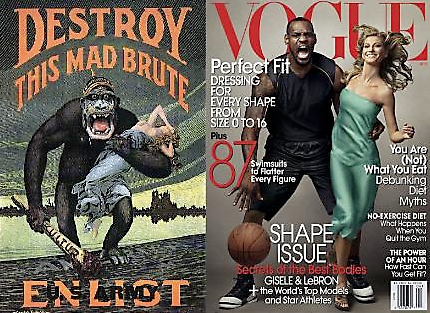 DESTROY
THIS MAD BRUTE
KULTUR
ENLIST
VOGUE
Perfect Fit
DRESSING
FOR
EVERY SHAPE
FROM
SIZE 0 TO 16
Plus
87
Swimsuits
to Flatter
Every Figure
You Are
(Not)
What You Eat
Debunking
Diet
Myths
NO-EXERCISE DIET
What Happens
When You
Quit the Gym
THE POWER
OF AN HOUR
How Fast Can
You Get Fit?
SHAPE
ISSUE
Secrets of the Best Bodies
GISELE & LeBRON
+ the World's Top Models
and Star Athletes